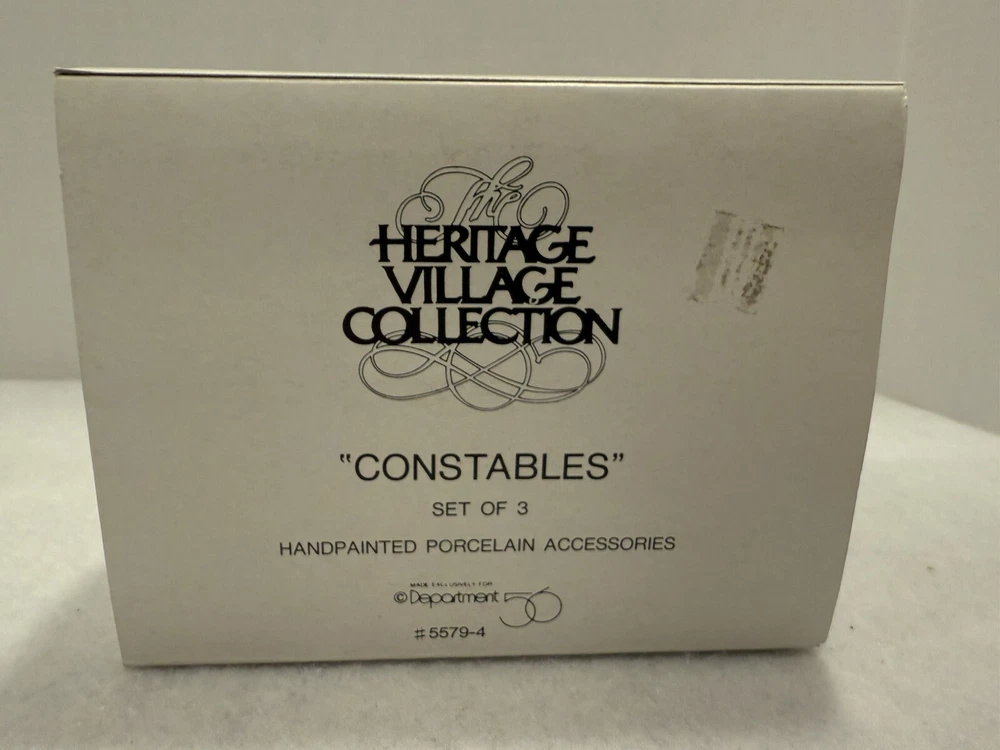 The
HERITAGE
VILLAGE
COLLECTION
“CONSTABLES”
SET OF 3
HANDPAINTED PORCELAIN ACCESSORIES
MADE EXCLUSIVELY FOR
©Department 56
#5579-4